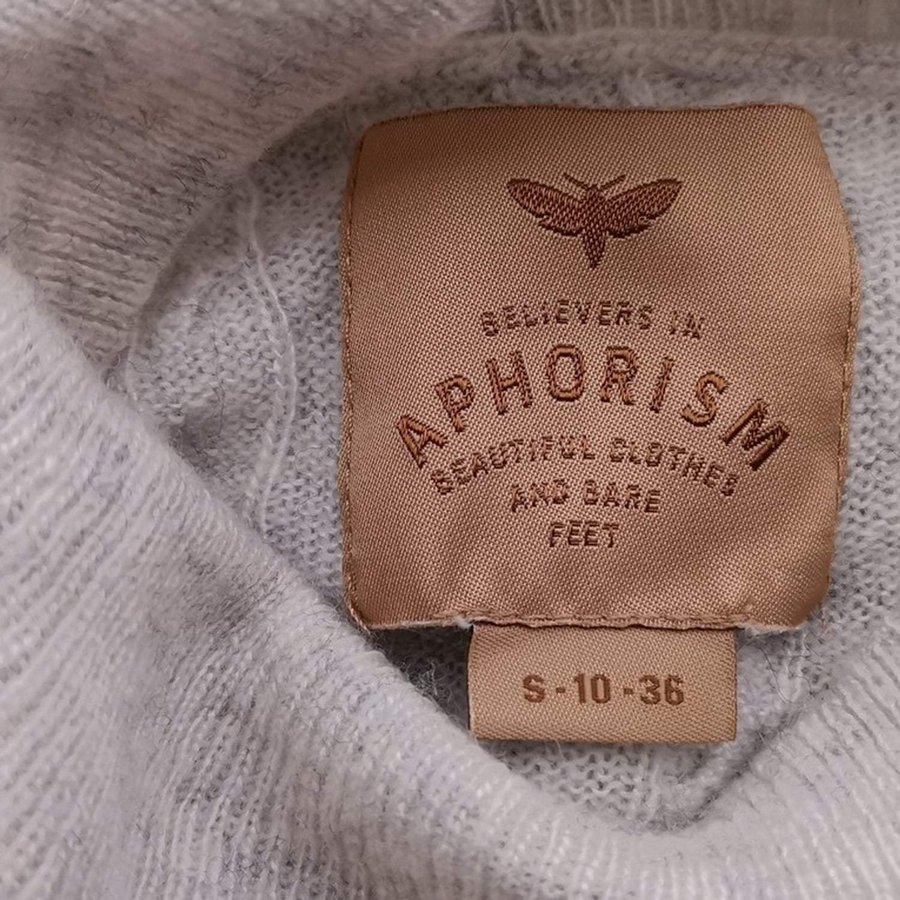 BELIEVERS IN
APHORISM
BEAUTIFUL CLOTHES
AND BARE
FEET
S - 10 - 36